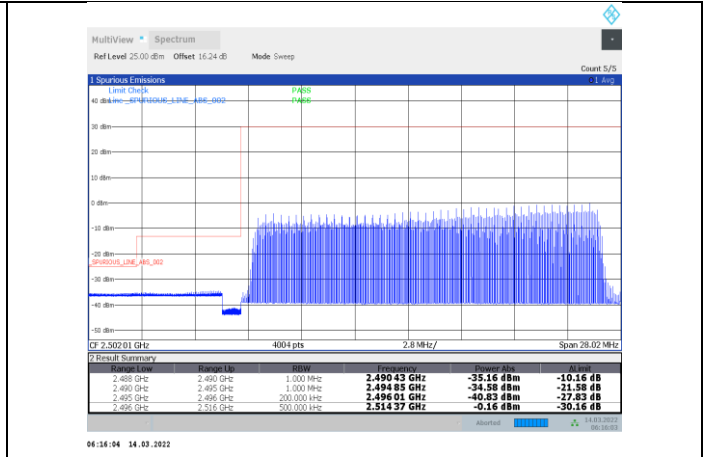 MultiView Spectrum
Ref Level 25.00 dBm Offset 16.24 dB Mode Sweep
Count 5/5
1 Spurious Emissions 1 Avg
Limit Check PASS
40 dBm Line _SPURIOUS_LINE_ABS_002 PASS
30 dBm
20 dBm
10 dBm
0 dBm
-10 dBm
-20 dBm
_SPURIOUS_LINE_ABS_002
-30 dBm
-40 dBm
-50 dBm
CF 2.502 01 GHz 4004 pts 2.8 MHz/ Span 28.02 MHz
2 Result Summary
Range Low Range Up RBW Frequency Power Abs ΔLimit
2.488 GHz 2.490 GHz 1.000 MHz 2.490 43 GHz -35.16 dBm -10.16 dB
2.490 GHz 2.495 GHz 1.000 MHz 2.494 85 GHz -34.58 dBm -21.58 dB
2.495 GHz 2.496 GHz 200.000 kHz 2.496 01 GHz -40.83 dBm -27.83 dB
2.496 GHz 2.516 GHz 500.000 kHz 2.514 37 GHz -0.16 dBm -30.16 dB
Aborted 14.03.2022
06:16:03
06:16:04 14.03.2022